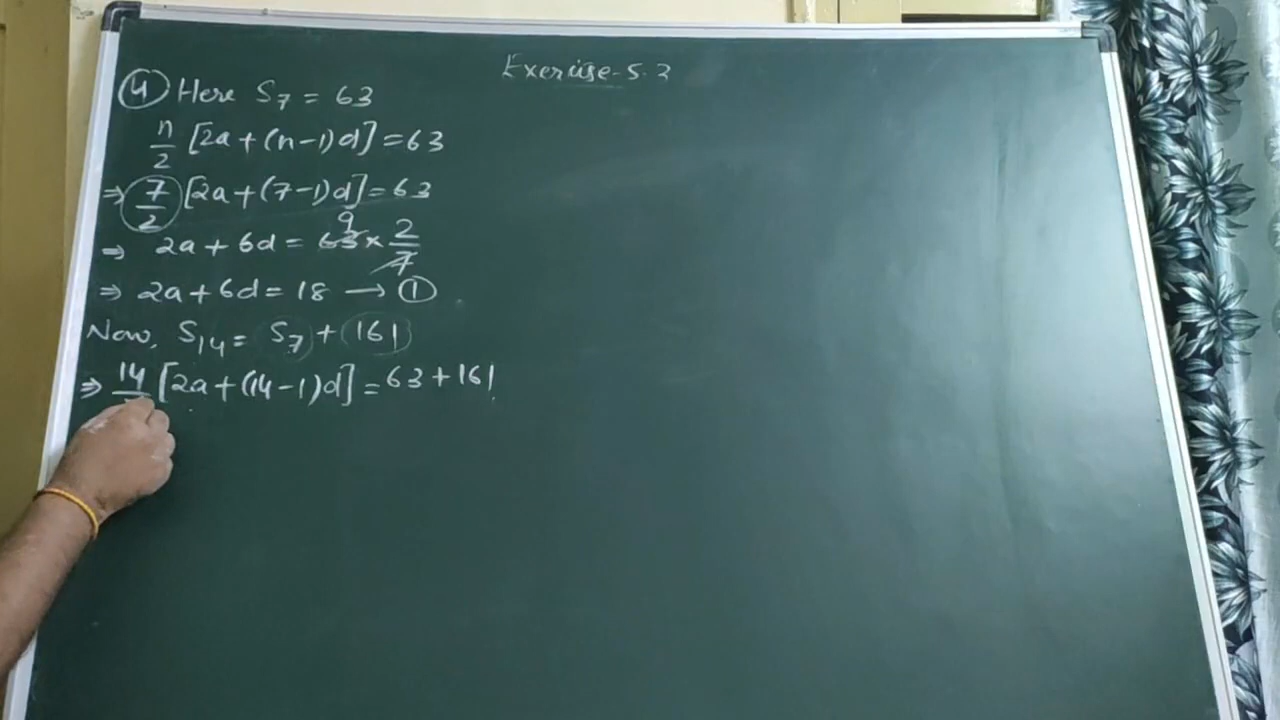 Exercise-5.3
④ Here S₇ = 63
n/2 [2a+(n-1)d]=63
⇒ 7/2 [2a+(7-1)d]=63
⇒ 2a+6d = 63 9 × 2/7
⇒ 2a+6d=18 → ①
Now, S₁₄= S₇+161
⇒ 14 [2a+(14-1)d]=63+161